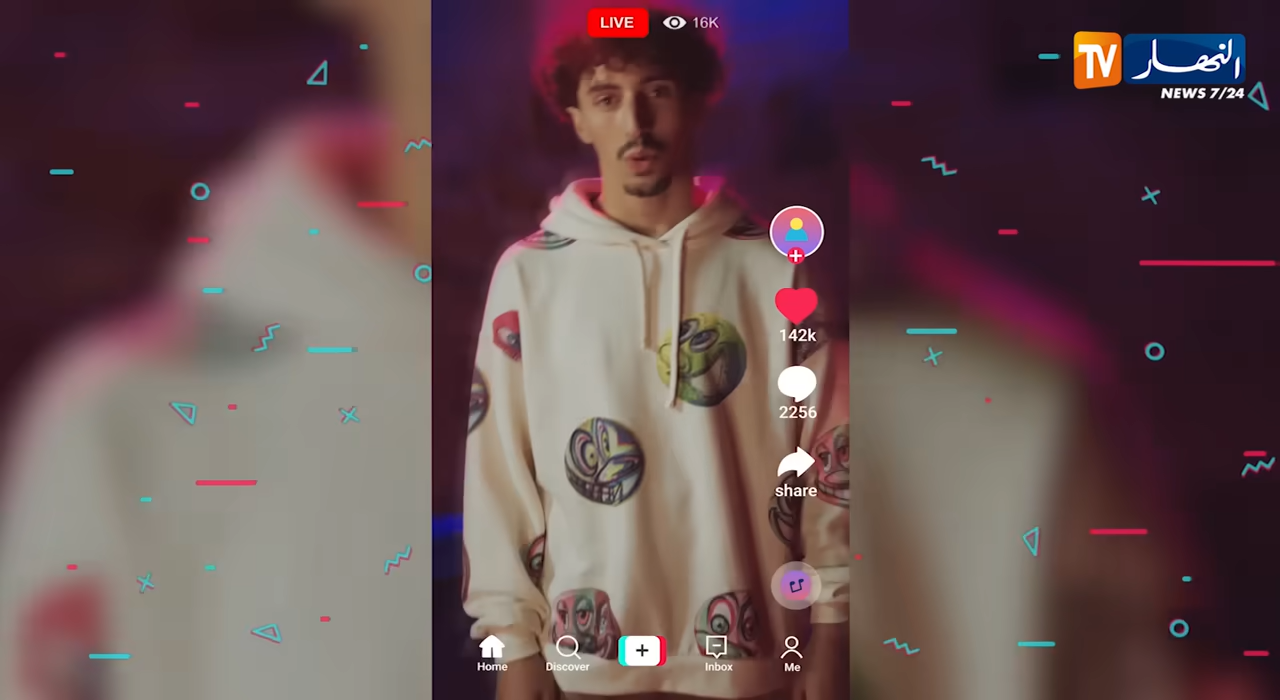 LIVE
16K
TV
النهار
NEWS 7/24
142k
2256
share
Home
Discover
Inbox
Me